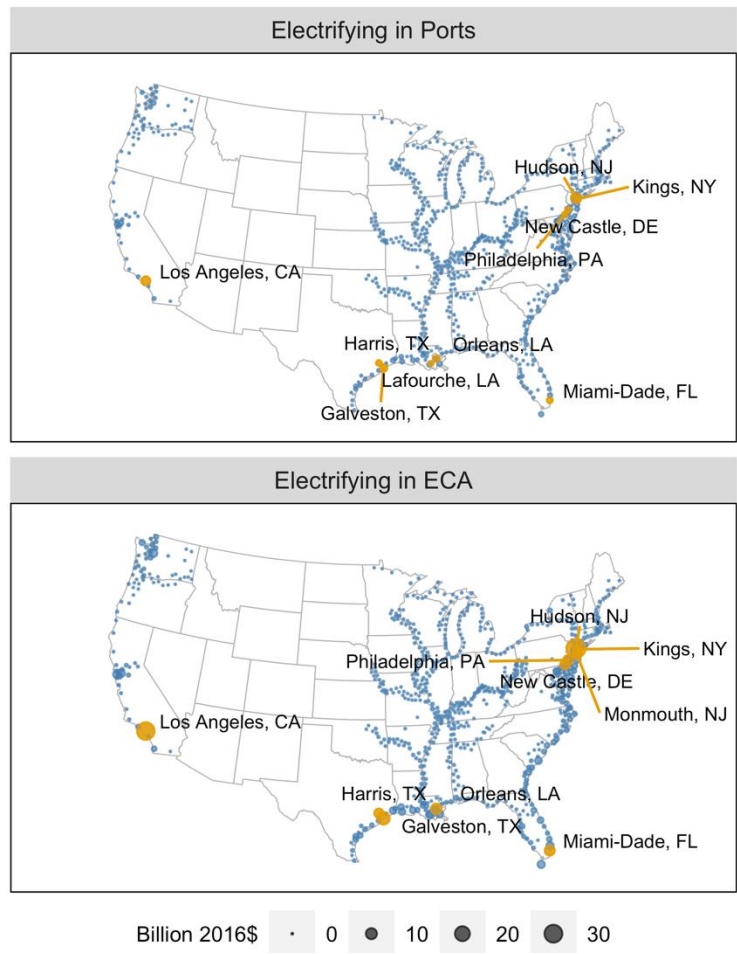 Electrifying in Ports
Hudson, NJ
Kings, NY
New Castle, DE
Philadelphia, PA
Los Angeles, CA
Harris, TX
Orleans, LA
Lafourche, LA
Miami-Dade, FL
Galveston, TX
Electrifying in ECA
Hudson, NJ
Kings, NY
Philadelphia, PA
New Castle, DE
Monmouth, NJ
Los Angeles, CA
Harris, TX
Orleans, LA
Galveston, TX
Miami-Dade, FL
Billion 2016$ 0 10 20 30